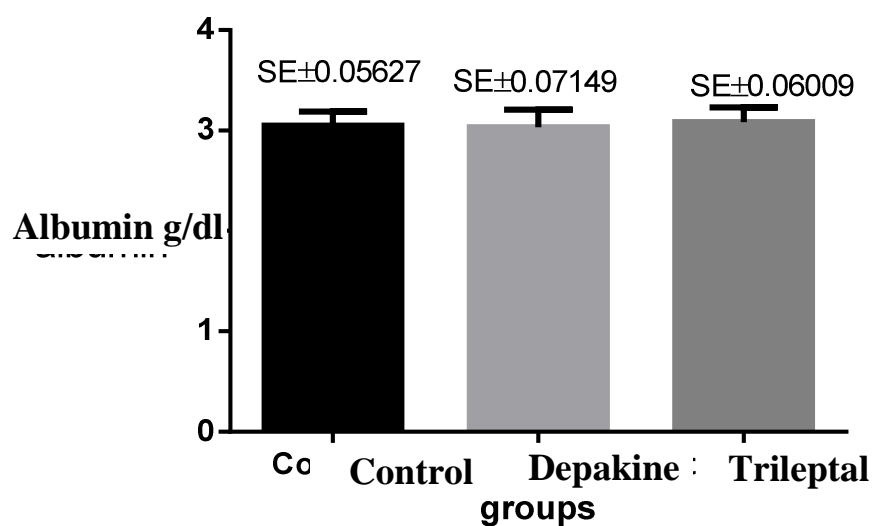 4
SE±0.05627 SE±0.07149 SE±0.06009
3
Albumin g/dl
1
0
Co Control Depakine Trileptal
groups